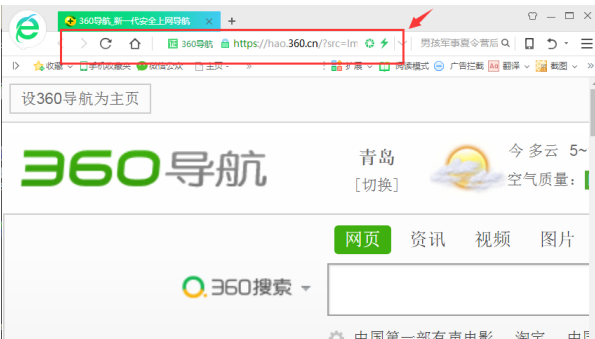 360导航_新一代安全上网导航 × +
360导航 https://hao.360.cn/?src=lm 男孩军事夏令营后
收藏 手机收藏夹 微信公众 主页 - » 扩展 阅读模式 广告拦截 翻译 截图 »
设360导航为主页
360导航
青岛 今 多云 5~
[切换] 空气质量:
网页 资讯 视频 图片
360搜索
中国第一部有声电影 淘宝